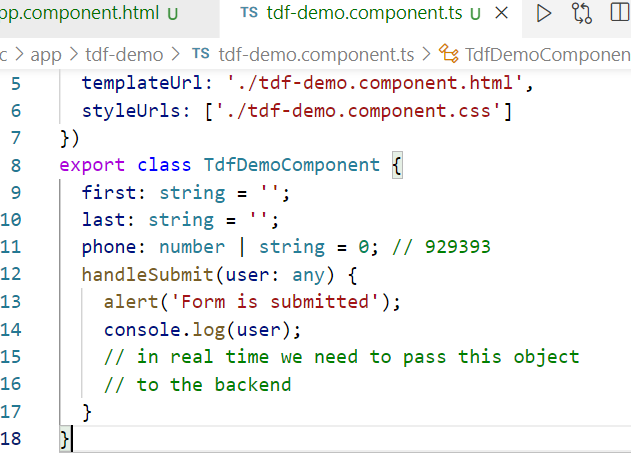 pp.component.html U TS tdf-demo.component.ts U
c > app > tdf-demo > TS tdf-demo.component.ts > TdfDemoComponent
5 templateUrl: './tdf-demo.component.html',
6 styleUrls: ['./tdf-demo.component.css']
7 })
8 export class TdfDemoComponent {
9 first: string = '';
10 last: string = '';
11 phone: number | string = 0; // 929393
12 handleSubmit(user: any) {
13 alert('Form is submitted');
14 console.log(user);
15 // in real time we need to pass this object
16 // to the backend
17 }
18 }